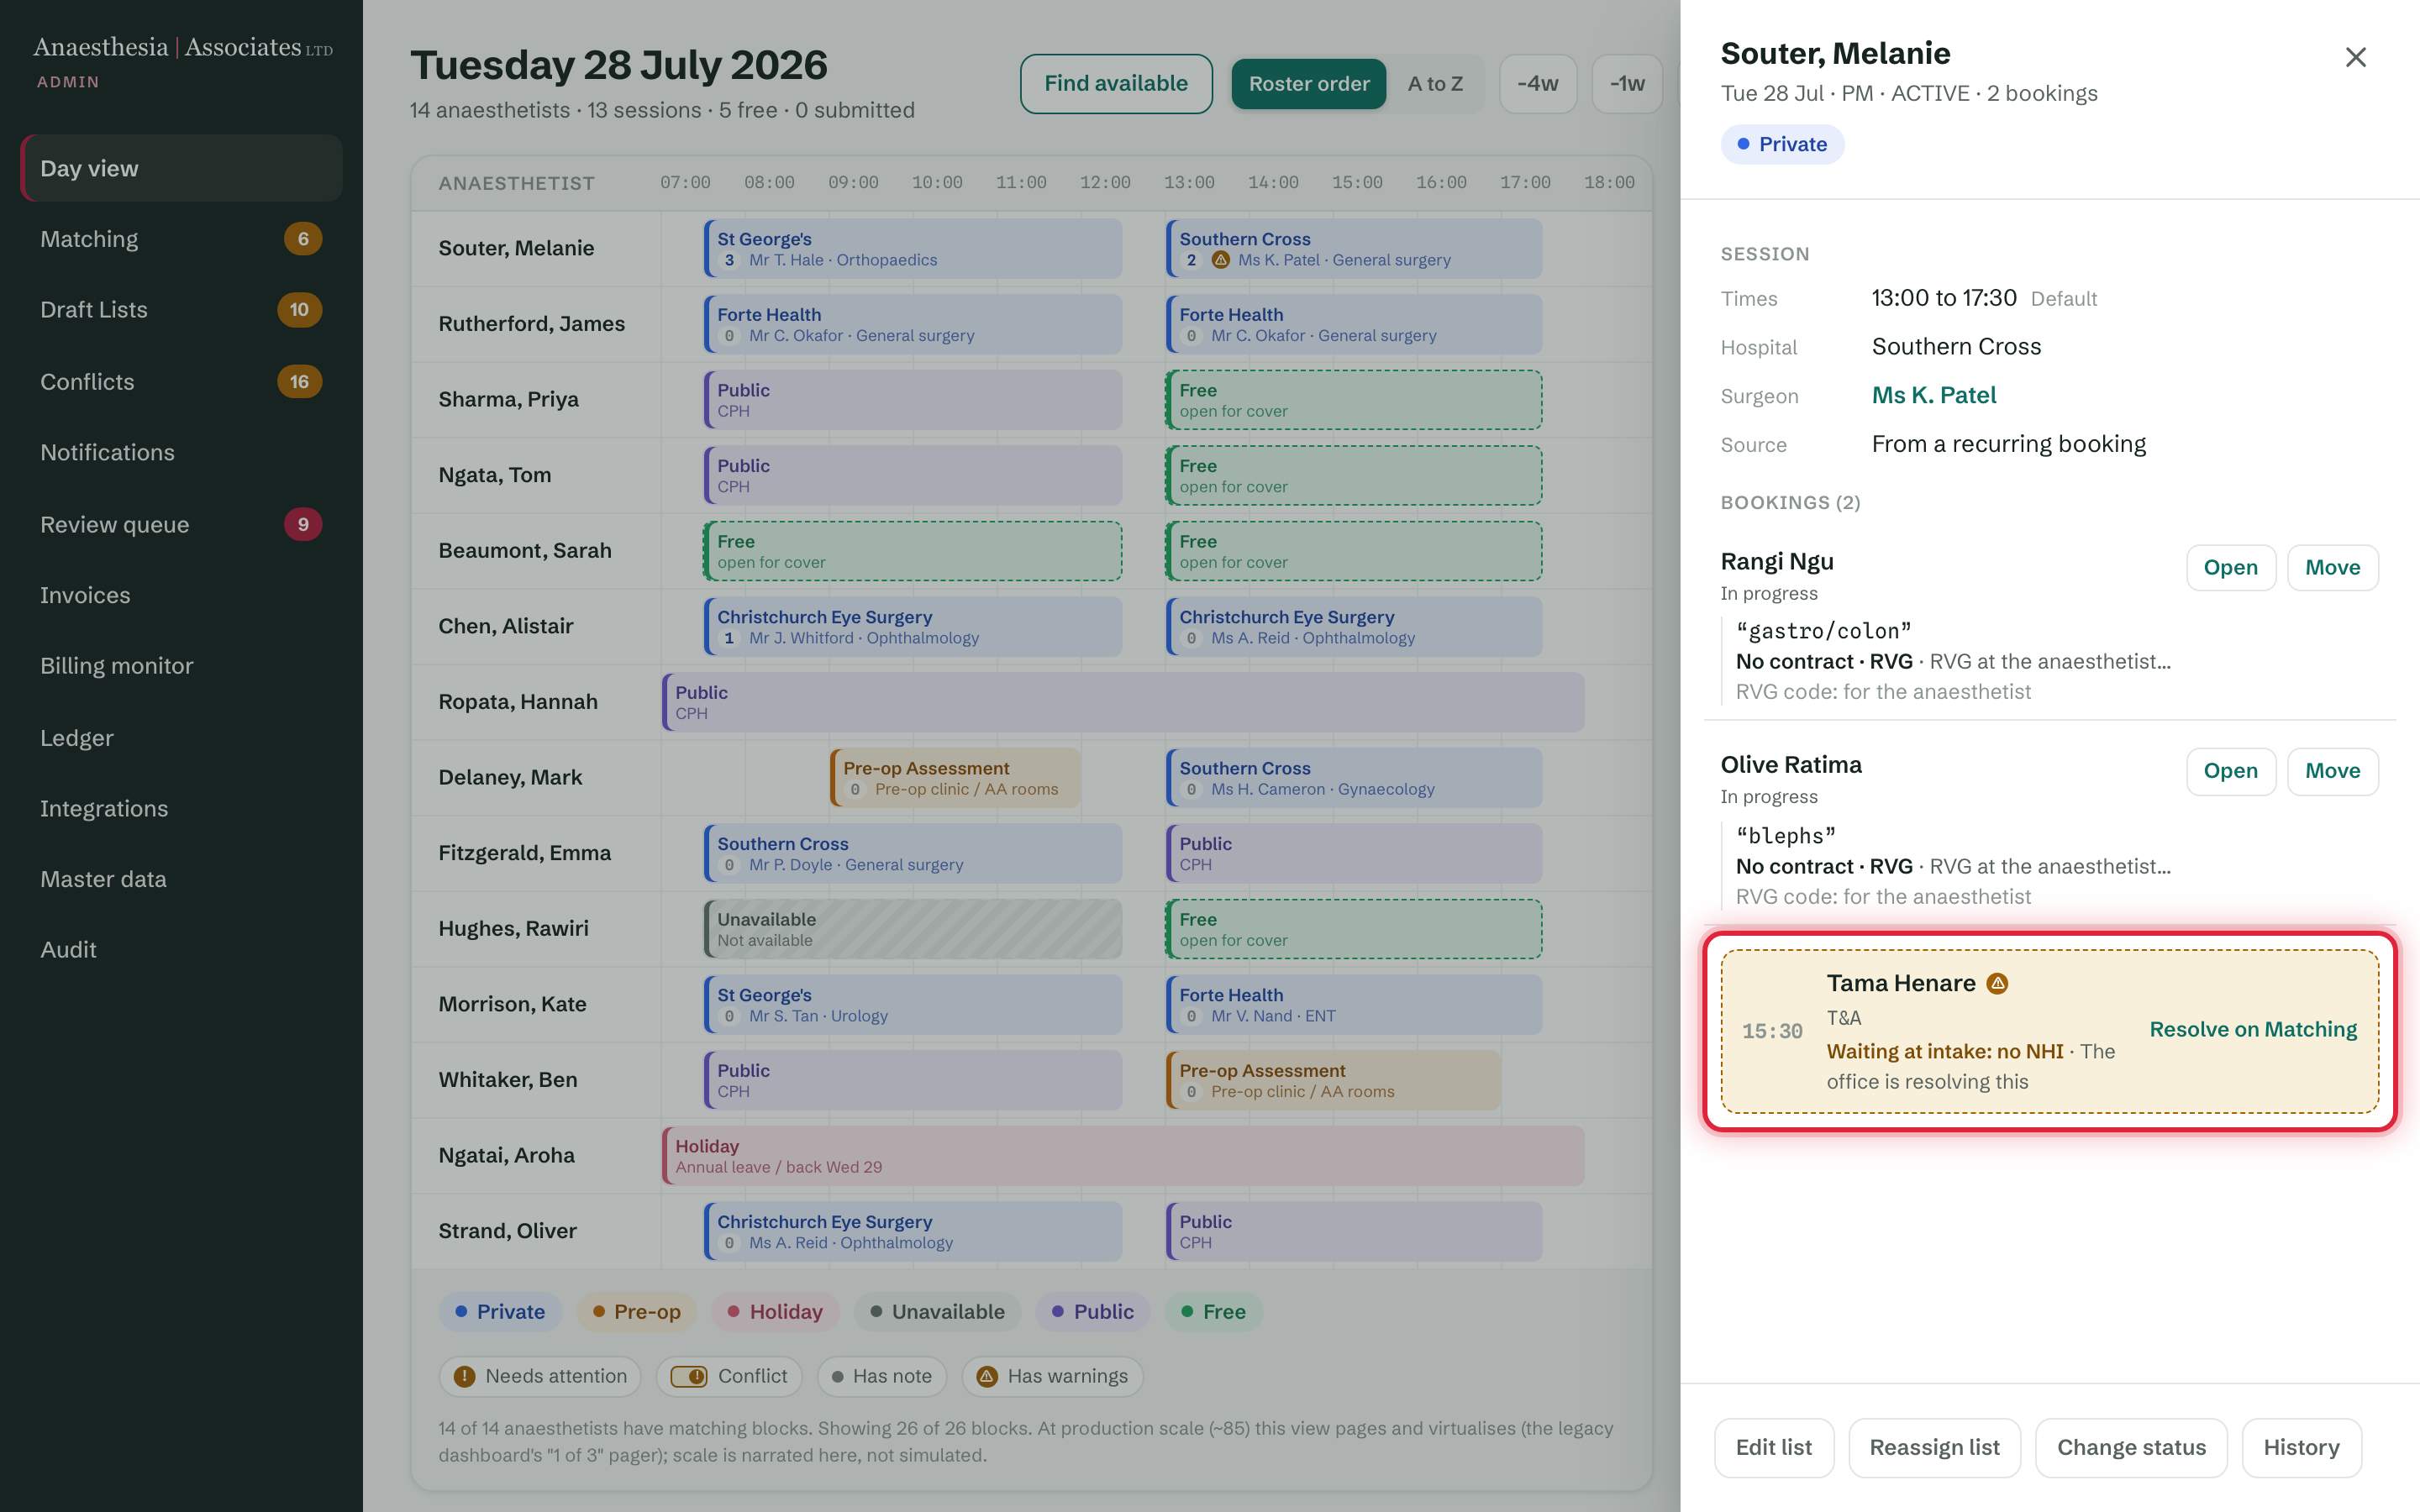 Anaesthesia | Associates LTD
ADMIN
Day view
Matching 6
Draft Lists 10
Conflicts 16
Notifications
Review queue 9
Invoices
Billing monitor
Ledger
Integrations
Master data
Audit
Tuesday 28 July 2026
14 anaesthetists · 13 sessions · 5 free · 0 submitted
Find available
Roster order
A to Z
-4w
-1w
ANAESTHETIST 07:00 08:00 09:00 10:00 11:00 12:00 13:00 14:00 15:00 16:00 17:00 18:00
Souter, Melanie
St George's
3 Mr T. Hale · Orthopaedics
Southern Cross
2 Ms K. Patel · General surgery
Rutherford, James
Forte Health
0 Mr C. Okafor · General surgery
Forte Health
0 Mr C. Okafor · General surgery
Sharma, Priya
Public
CPH
Free
open for cover
Ngata, Tom
Public
CPH
Free
open for cover
Beaumont, Sarah
Free
open for cover
Free
open for cover
Chen, Alistair
Christchurch Eye Surgery
1 Mr J. Whitford · Ophthalmology
Christchurch Eye Surgery
0 Ms A. Reid · Ophthalmology
Ropata, Hannah
Public
CPH
Delaney, Mark
Pre-op Assessment
0 Pre-op clinic / AA rooms
Southern Cross
0 Ms H. Cameron · Gynaecology
Fitzgerald, Emma
Southern Cross
0 Mr P. Doyle · General surgery
Public
CPH
Hughes, Rawiri
Unavailable
Not available
Free
open for cover
Morrison, Kate
St George's
0 Mr S. Tan · Urology
Forte Health
0 Mr V. Nand · ENT
Whitaker, Ben
Public
CPH
Pre-op Assessment
0 Pre-op clinic / AA rooms
Ngatai, Aroha
Holiday
Annual leave / back Wed 29
Strand, Oliver
Christchurch Eye Surgery
0 Ms A. Reid · Ophthalmology
Public
CPH
Private
Pre-op
Holiday
Unavailable
Public
Free
Needs attention
Conflict
Has note
Has warnings
14 of 14 anaesthetists have matching blocks. Showing 26 of 26 blocks. At production scale (~85) this view pages and virtualises (the legacy
dashboard's "1 of 3" pager); scale is narrated here, not simulated.
Souter, Melanie
Tue 28 Jul · PM · ACTIVE · 2 bookings
Private
SESSION
Times 13:00 to 17:30 Default
Hospital Southern Cross
Surgeon Ms K. Patel
Source From a recurring booking
BOOKINGS (2)
Rangi Ngu
Open
Move
In progress
“gastro/colon”
No contract · RVG · RVG at the anaesthetist…
RVG code: for the anaesthetist
Olive Ratima
Open
Move
In progress
“blephs”
No contract · RVG · RVG at the anaesthetist…
RVG code: for the anaesthetist
15:30
Tama Henare
T&A
Waiting at intake: no NHI · The
office is resolving this
Resolve on Matching
Edit list
Reassign list
Change status
History